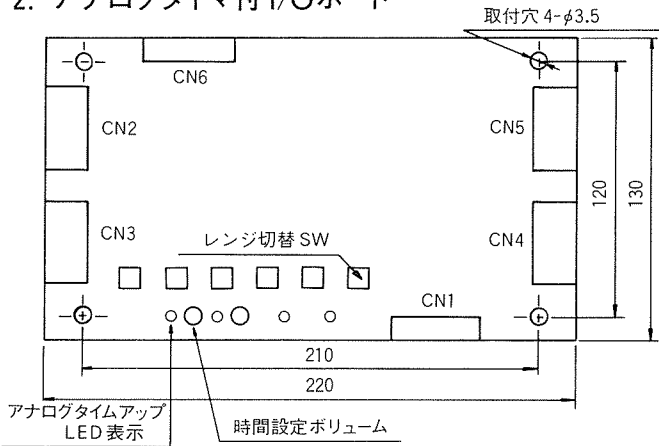 2. アナログタイマ付I/Oボード
取付穴 4-φ3.5
CN6
CN2
CN5
CN3
CN4
レンジ切替 SW
CN1
120
130
210
220
アナログタイムアップ
LED表示
時間設定ボリューム